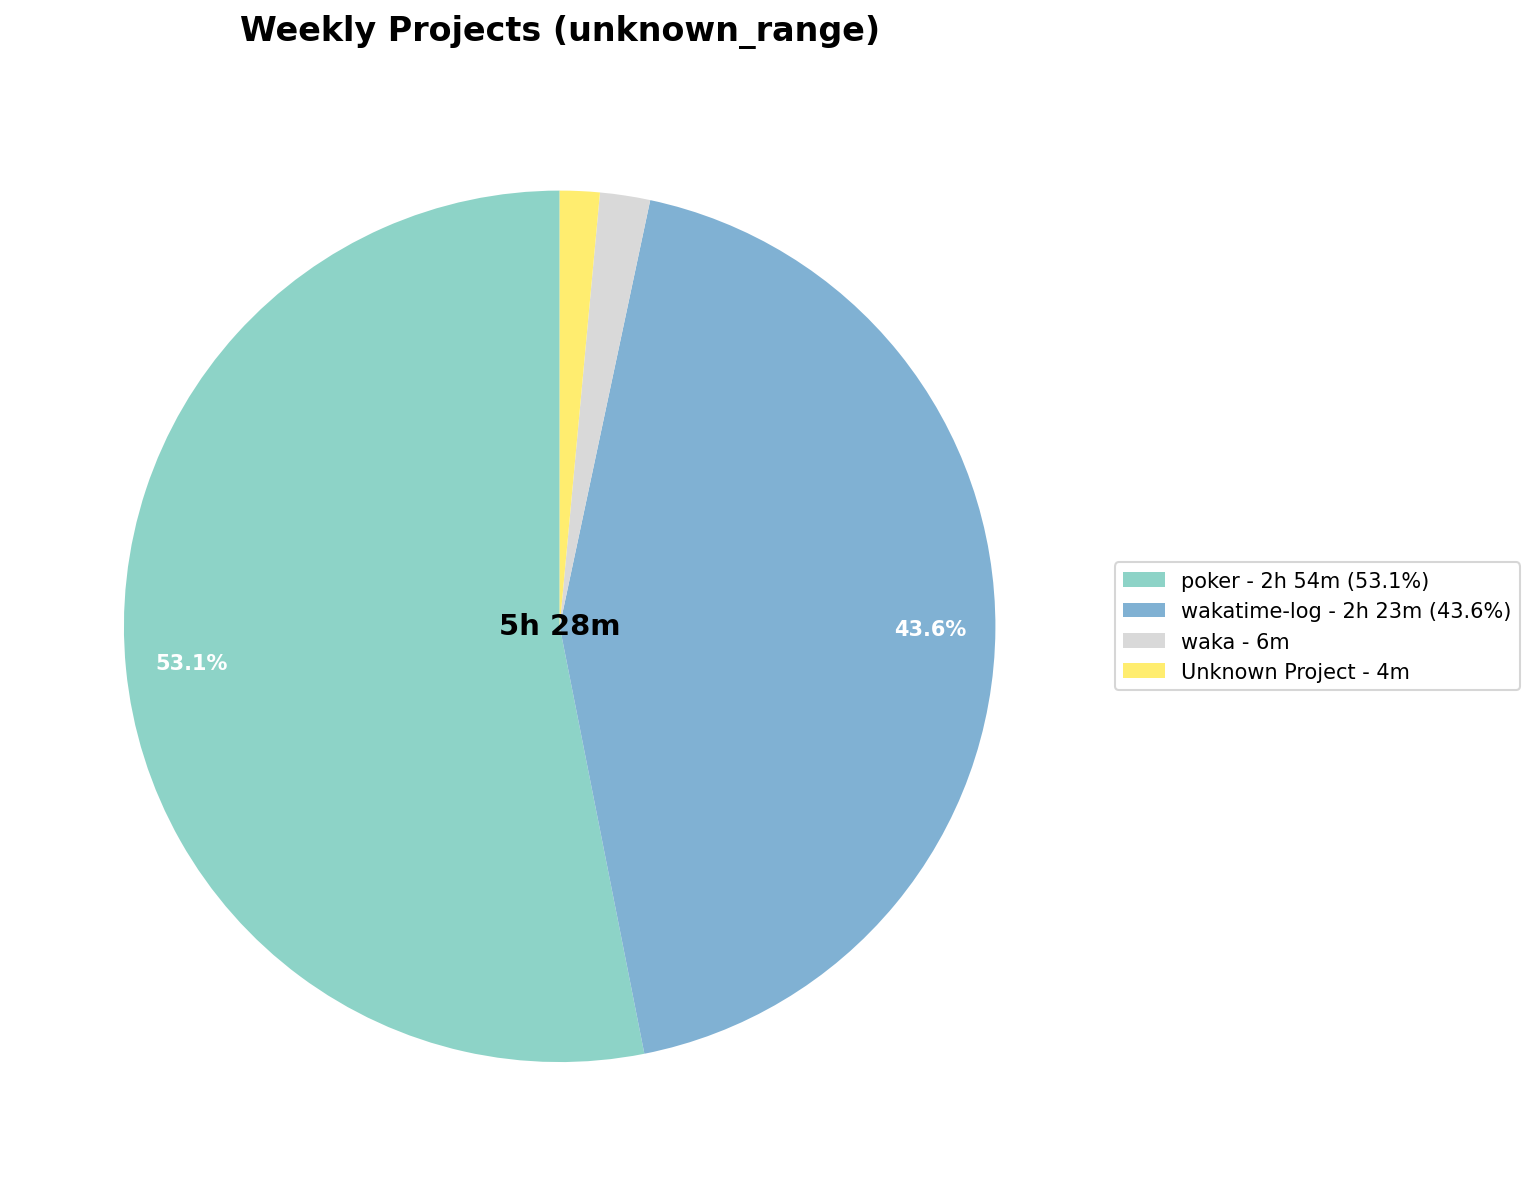 Weekly Projects (unknown_range)
5h 28m
53.1%
43.6%
poker - 2h 54m (53.1%)
wakatime-log - 2h 23m (43.6%)
waka - 6m
Unknown Project - 4m